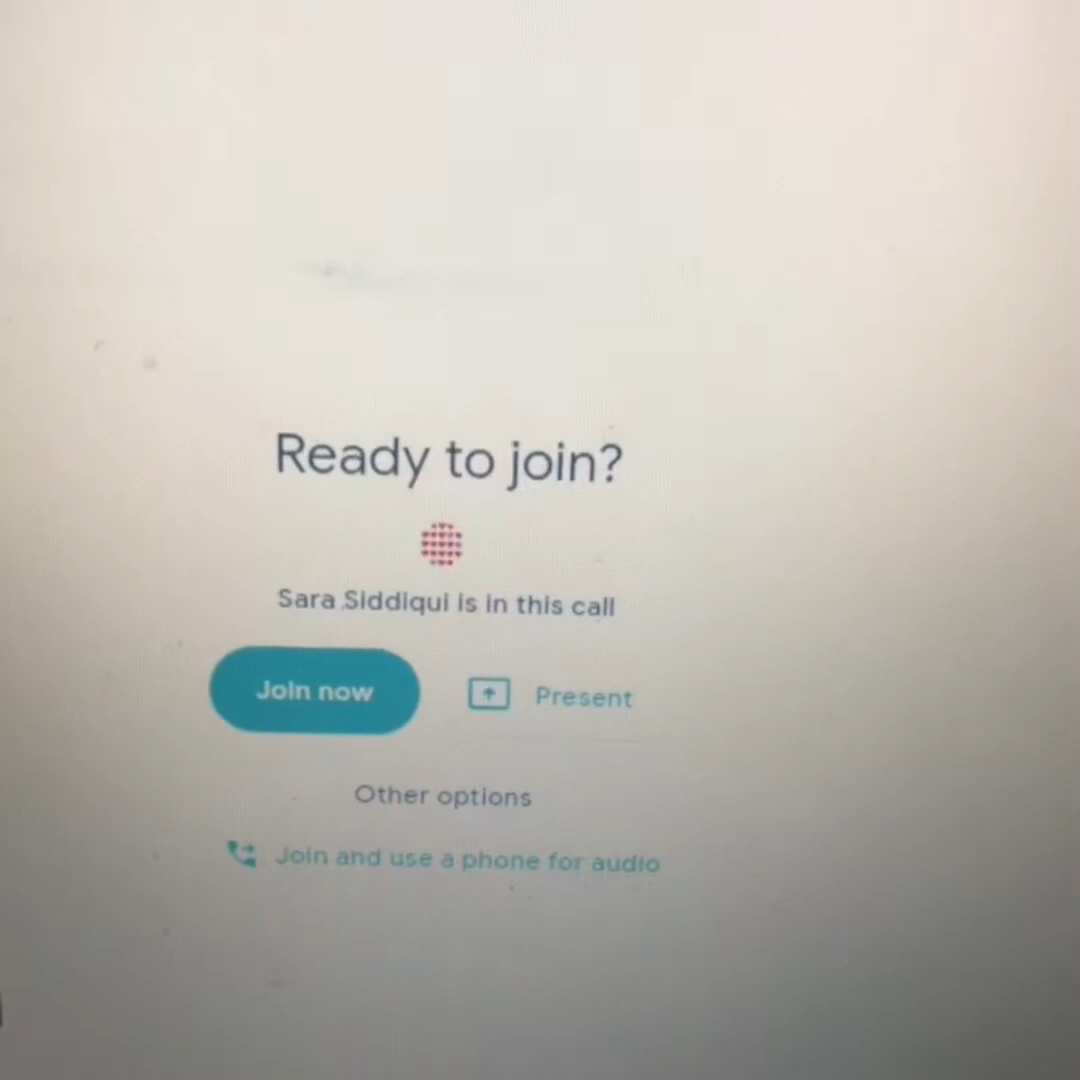 Ready to join?
Sara Siddiqui is in this call
Join now
Present
Other options
Join and use a phone for audio